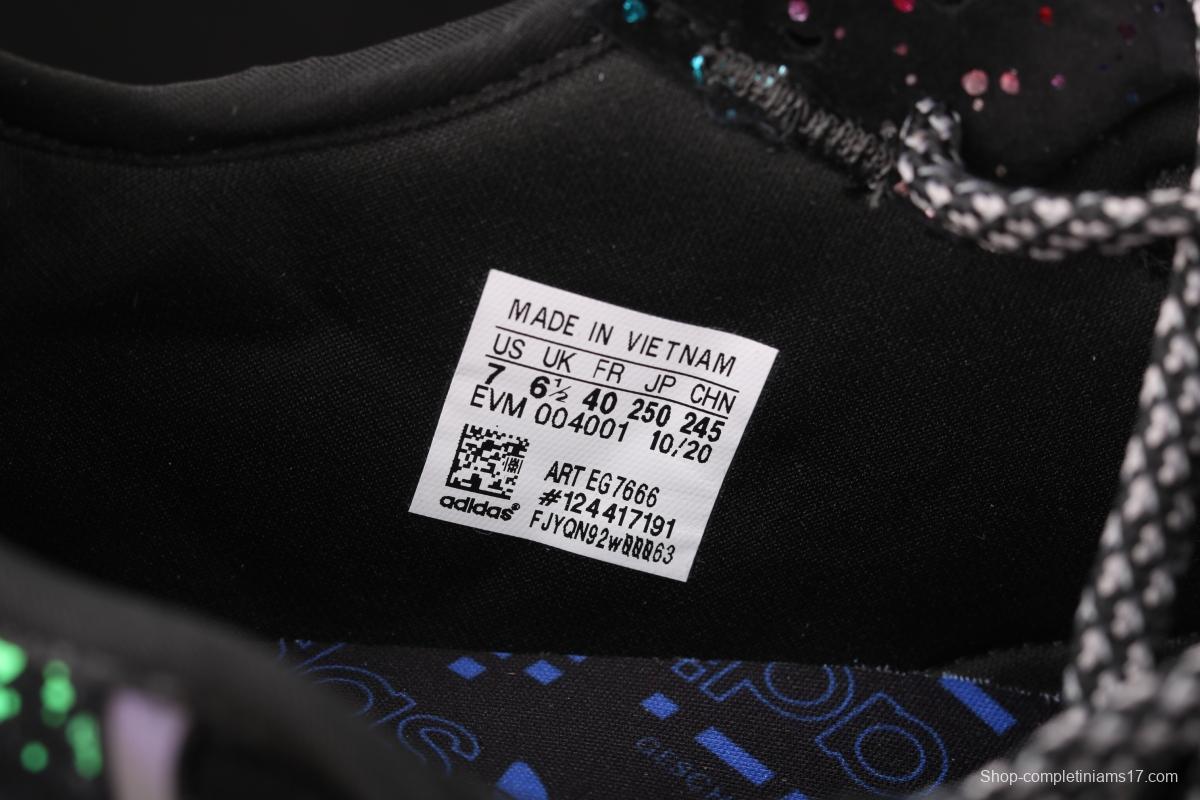 MADE IN VIETNAM
US UK FR JP CHN
7 6½ 40 250 245
EVM 004001 10/20
ART EG7666
#124417191
adidas®
Shop-completiniams17.com